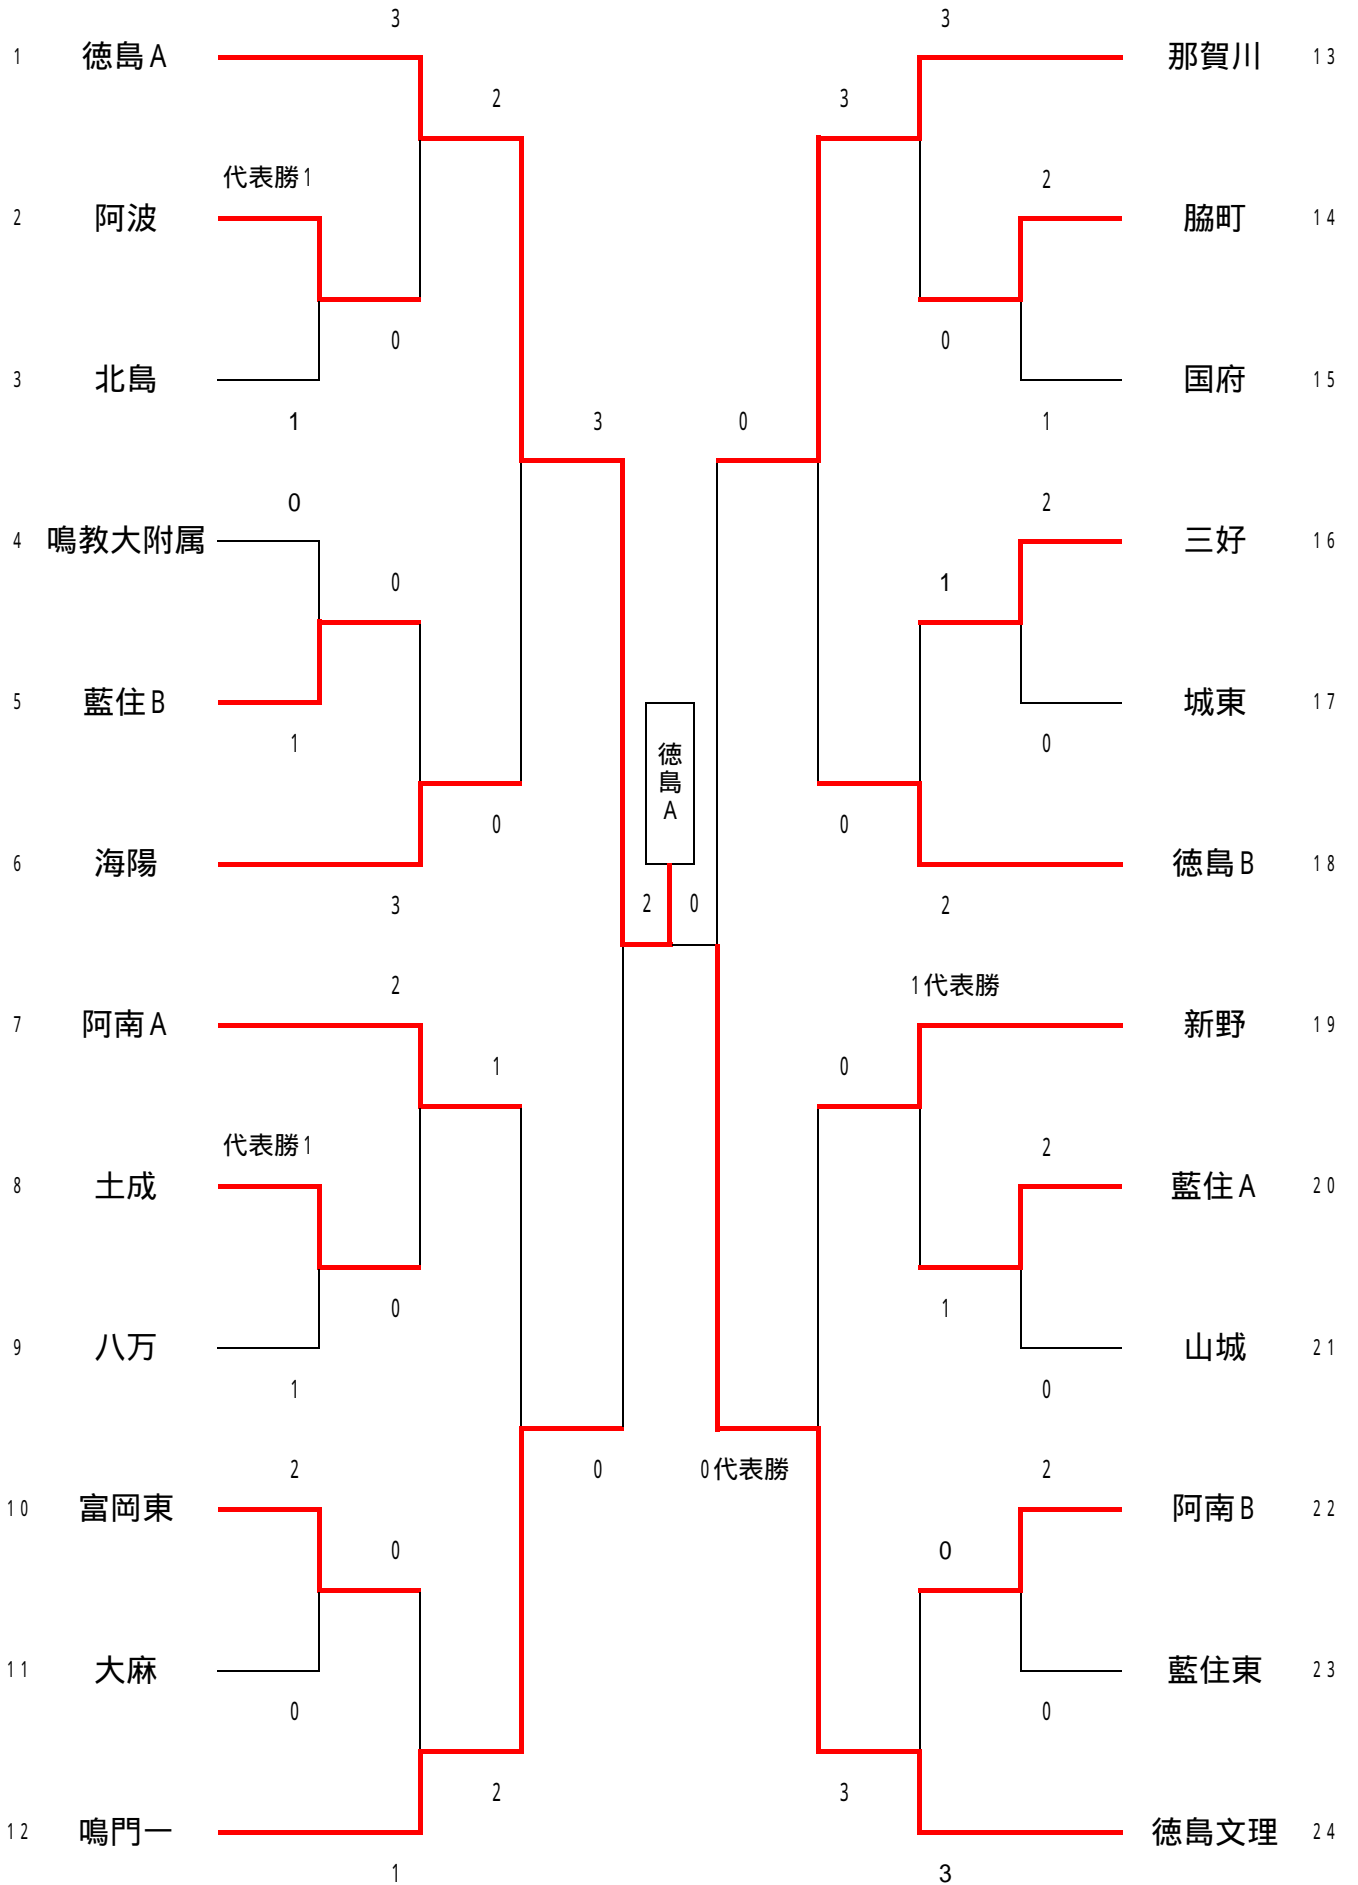 3
3
1 徳島A
那賀川 13
2
3
代表勝1
2
2 阿波
脇町 14
0
0
3 北島
国府 15
1
3
0
1
0
2
4 鳴教大附属
三好 16
0
1
5 藍住B
城東 17
1
0
徳島A
0
0
6 海陽
徳島B 18
3
2
0
2
2
1代表勝
7 阿南A
新野 19
1
0
代表勝1
2
8 土成
藍住A 20
0
1
9 八万
山城 21
1
0
2
0
0代表勝
2
10 富岡東
阿南B 22
0
0
11 大麻
藍住東 23
0
0
2
3
12 鳴門一
徳島文理 24
1
3